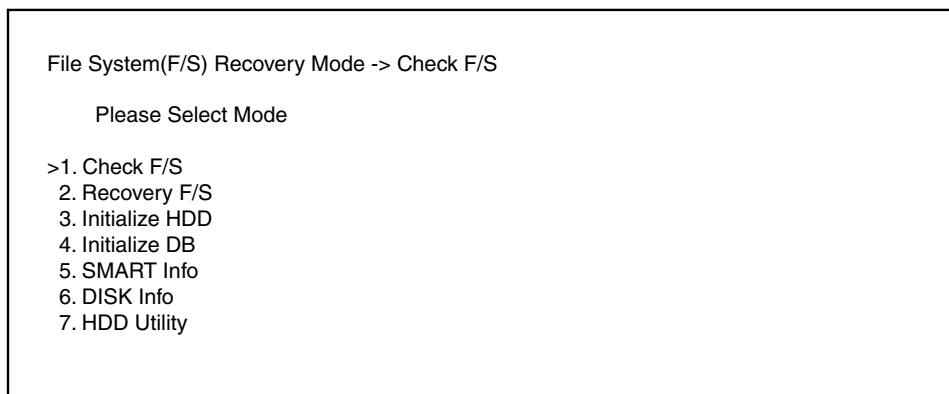 File System(F/S) Recovery Mode -> Check F/S
Please Select Mode
>1. Check F/S
2. Recovery F/S
3. Initialize HDD
4. Initialize DB
5. SMART Info
6. DISK Info
7. HDD Utility